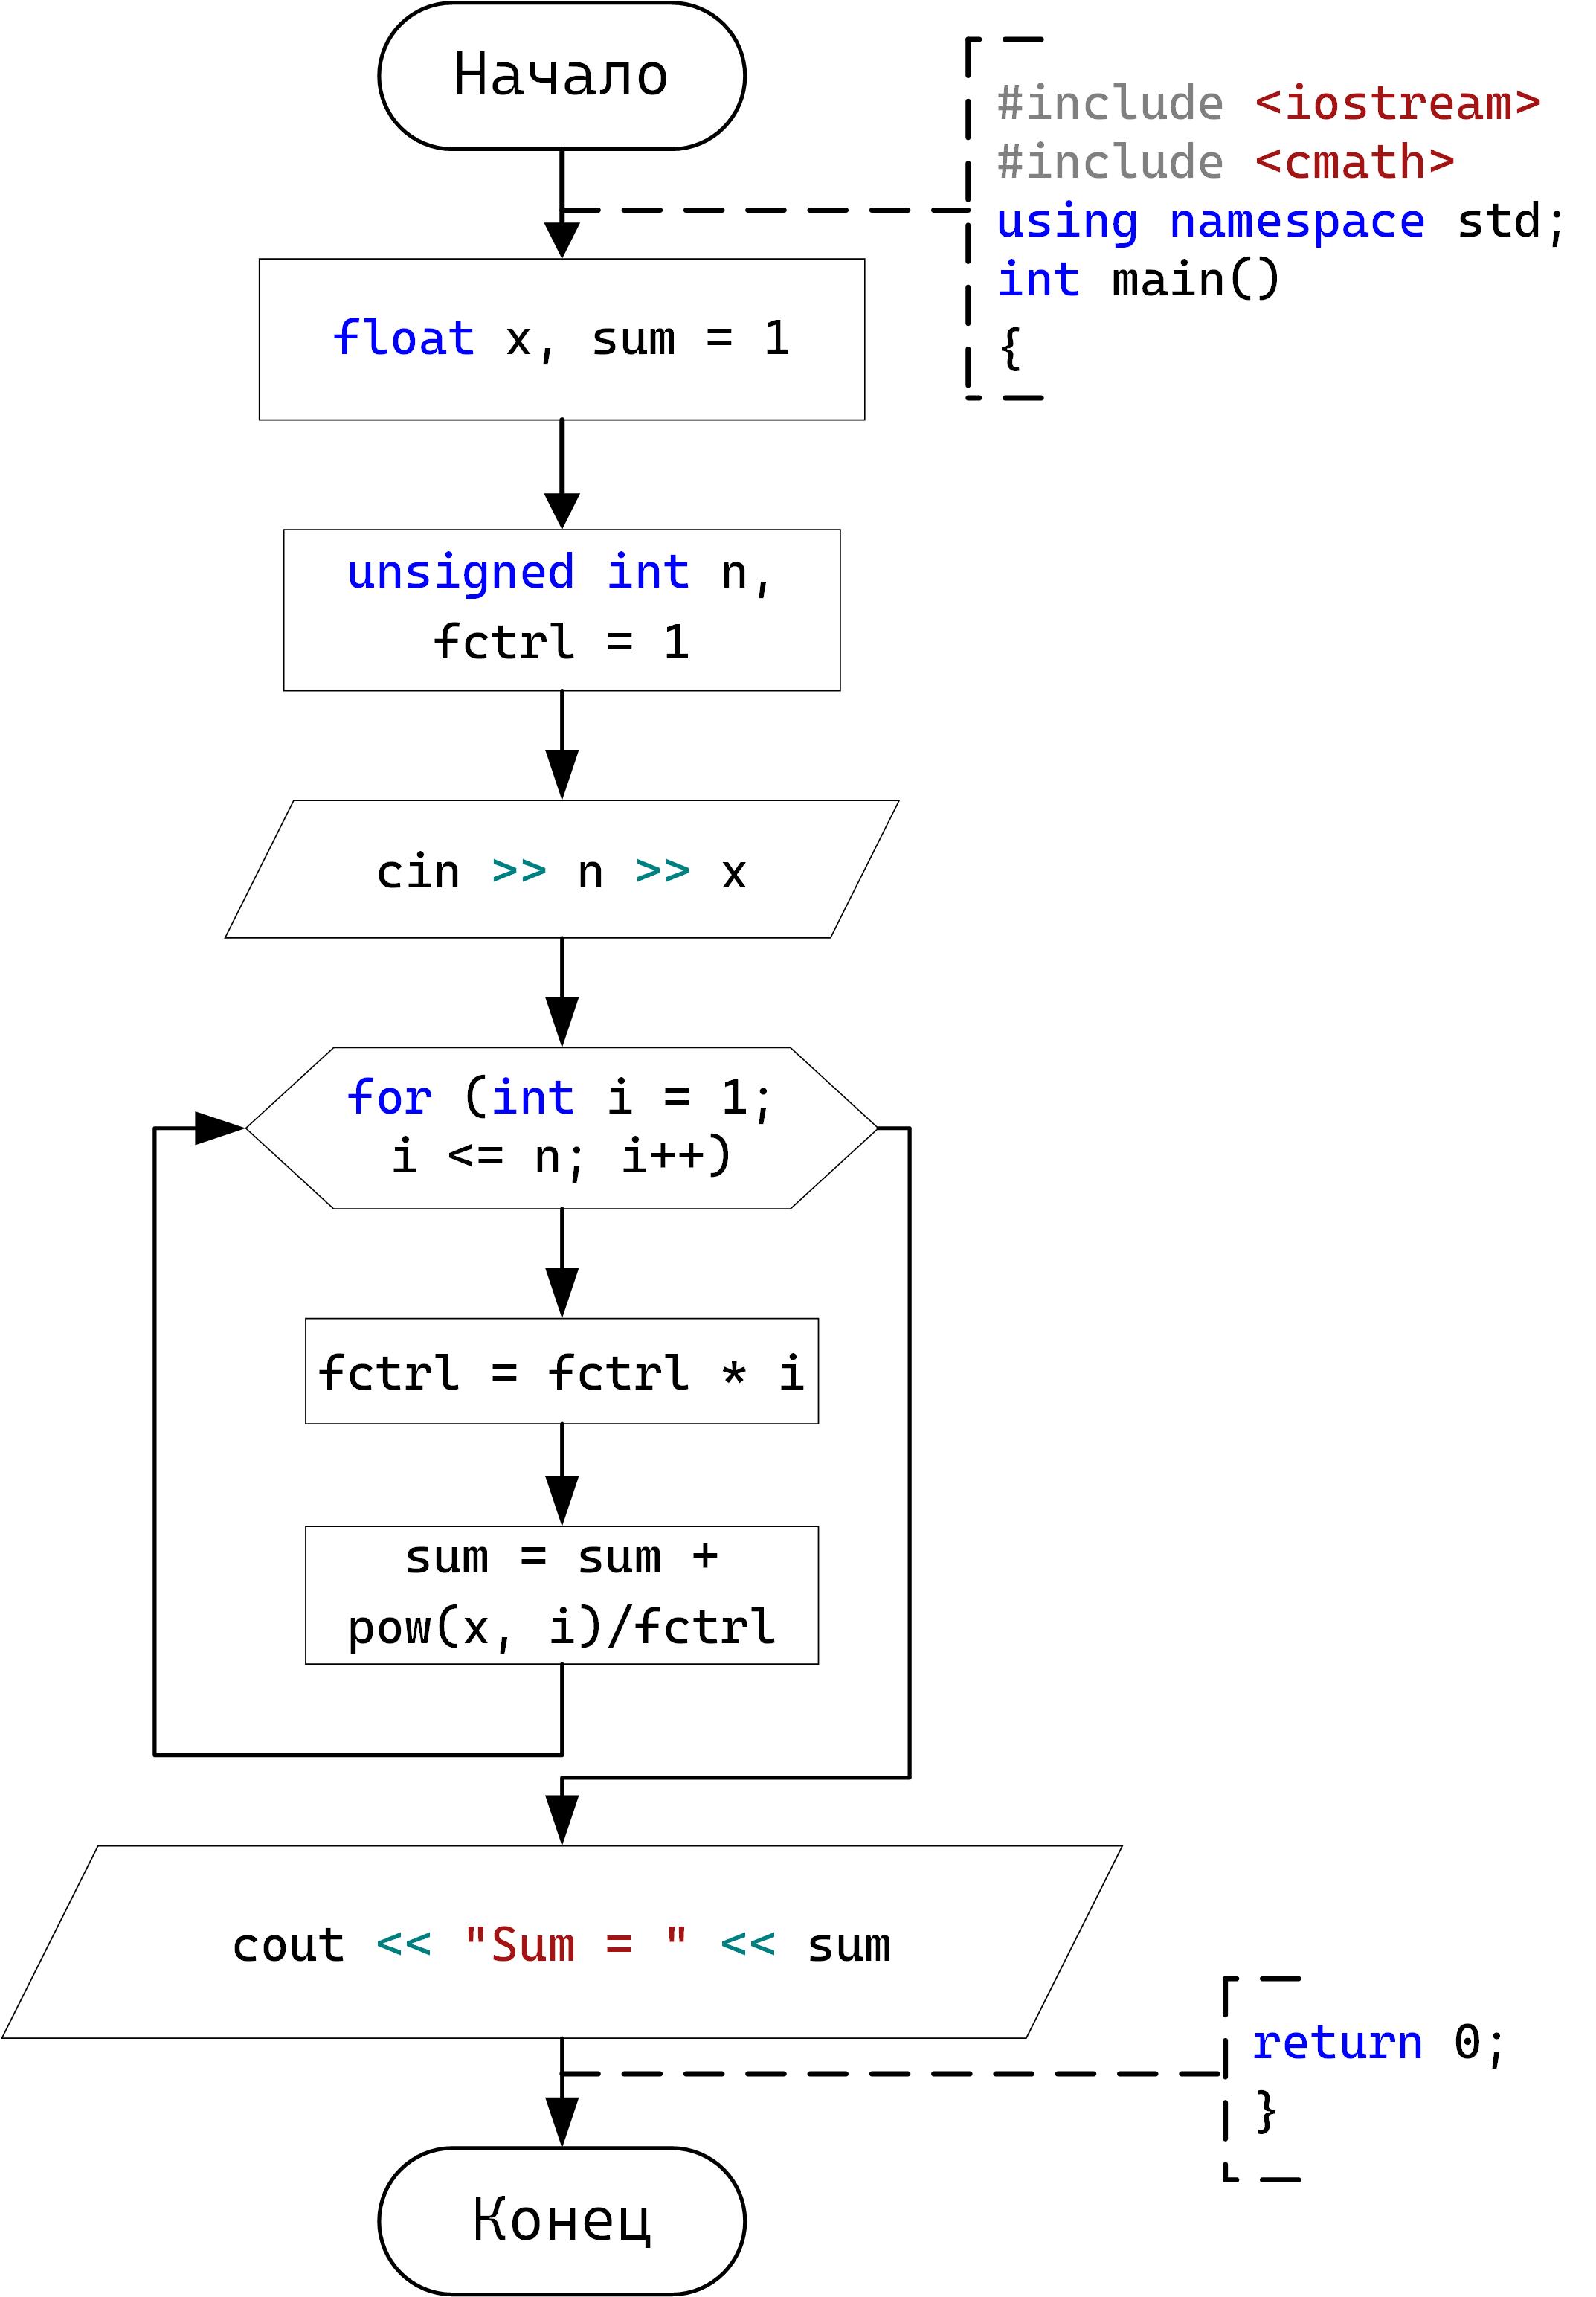 Начало
#include <iostream>
#include <cmath>
using namespace std;
int main()
{
float x, sum = 1
unsigned int n,
fctrl = 1
cin >> n >> x
for (int i = 1;
i <= n; i++)
fctrl = fctrl * i
sum = sum +
pow(x, i)/fctrl
cout << "Sum = " << sum
return 0;
}
Конец